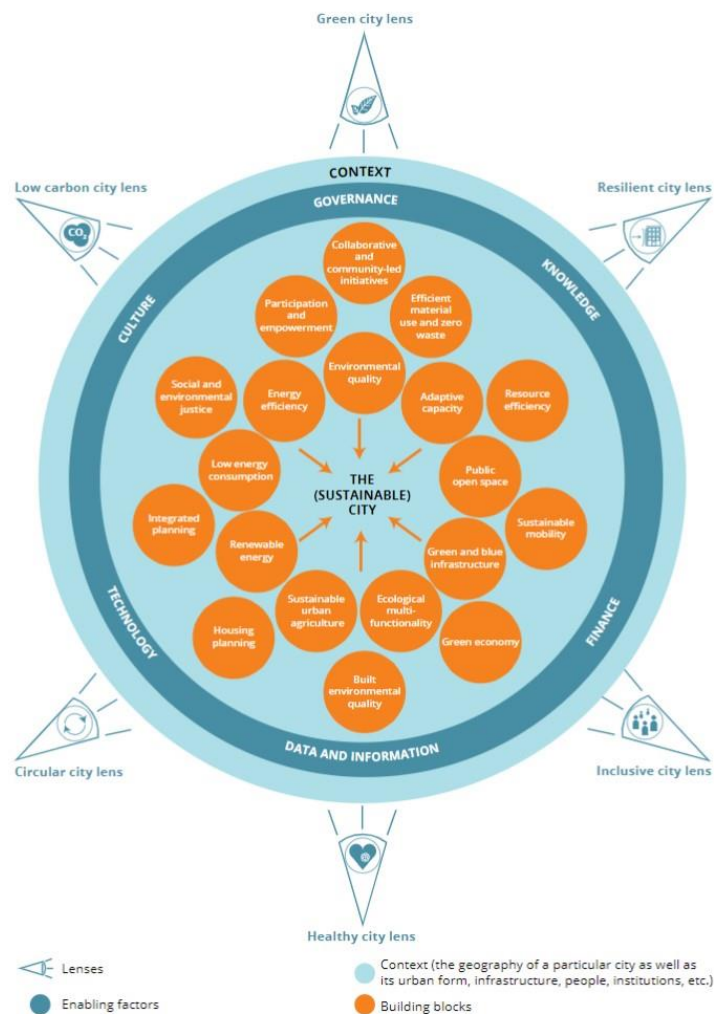 Green city lens
Low carbon city lens
Resilient city lens
CO2
CONTEXT
GOVERNANCE
CULTURE
KNOWLEDGE
Collaborative
and
community-led
initiatives
Participation
and
empowerment
Efficient
material
use and zero
waste
Environmental
quality
Social and
environmental
justice
Energy
efficiency
Adaptive
capacity
Resource
efficiency
Low energy
consumption
THE
(SUSTAINABLE)
CITY
Public
open space
Integrated
planning
Sustainable
mobility
Renewable
energy
Green and blue
infrastructure
Sustainable
urban
agriculture
Ecological
multi-
functionality
Housing
planning
Green economy
Built
environmental
quality
TECHNOLOGY
FINANCE
DATA AND INFORMATION
Circular city lens
Inclusive city lens
Healthy city lens
Lenses
Enabling factors
Context (the geography of a particular city as well as
its urban form, infrastructure, people, institutions, etc.)
Building blocks